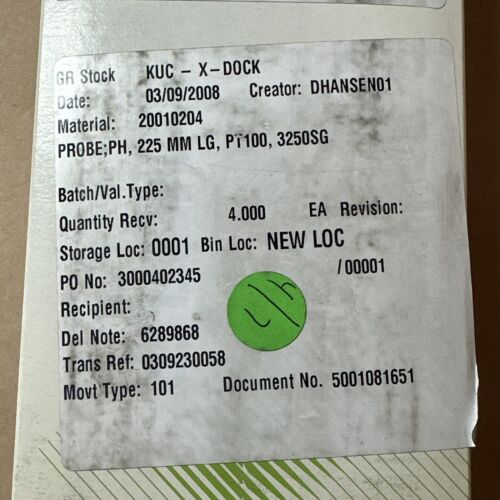 GR Stock KUC - X-DOCK
Date: 03/09/2008 Creator: DHANSEN01
Material: 20010204
PROBE;PH, 225 MM LG, PT100, 3250SG
Batch/Val.Type:
Quantity Recv: 4.000 EA Revision:
Storage Loc: 0001 Bin Loc: NEW LOC
PO No: 3000402345 /00001
Recipient:
Del Note: 6289868
Trans Ref: 0309230058
Movt Type: 101 Document No. 5001081651